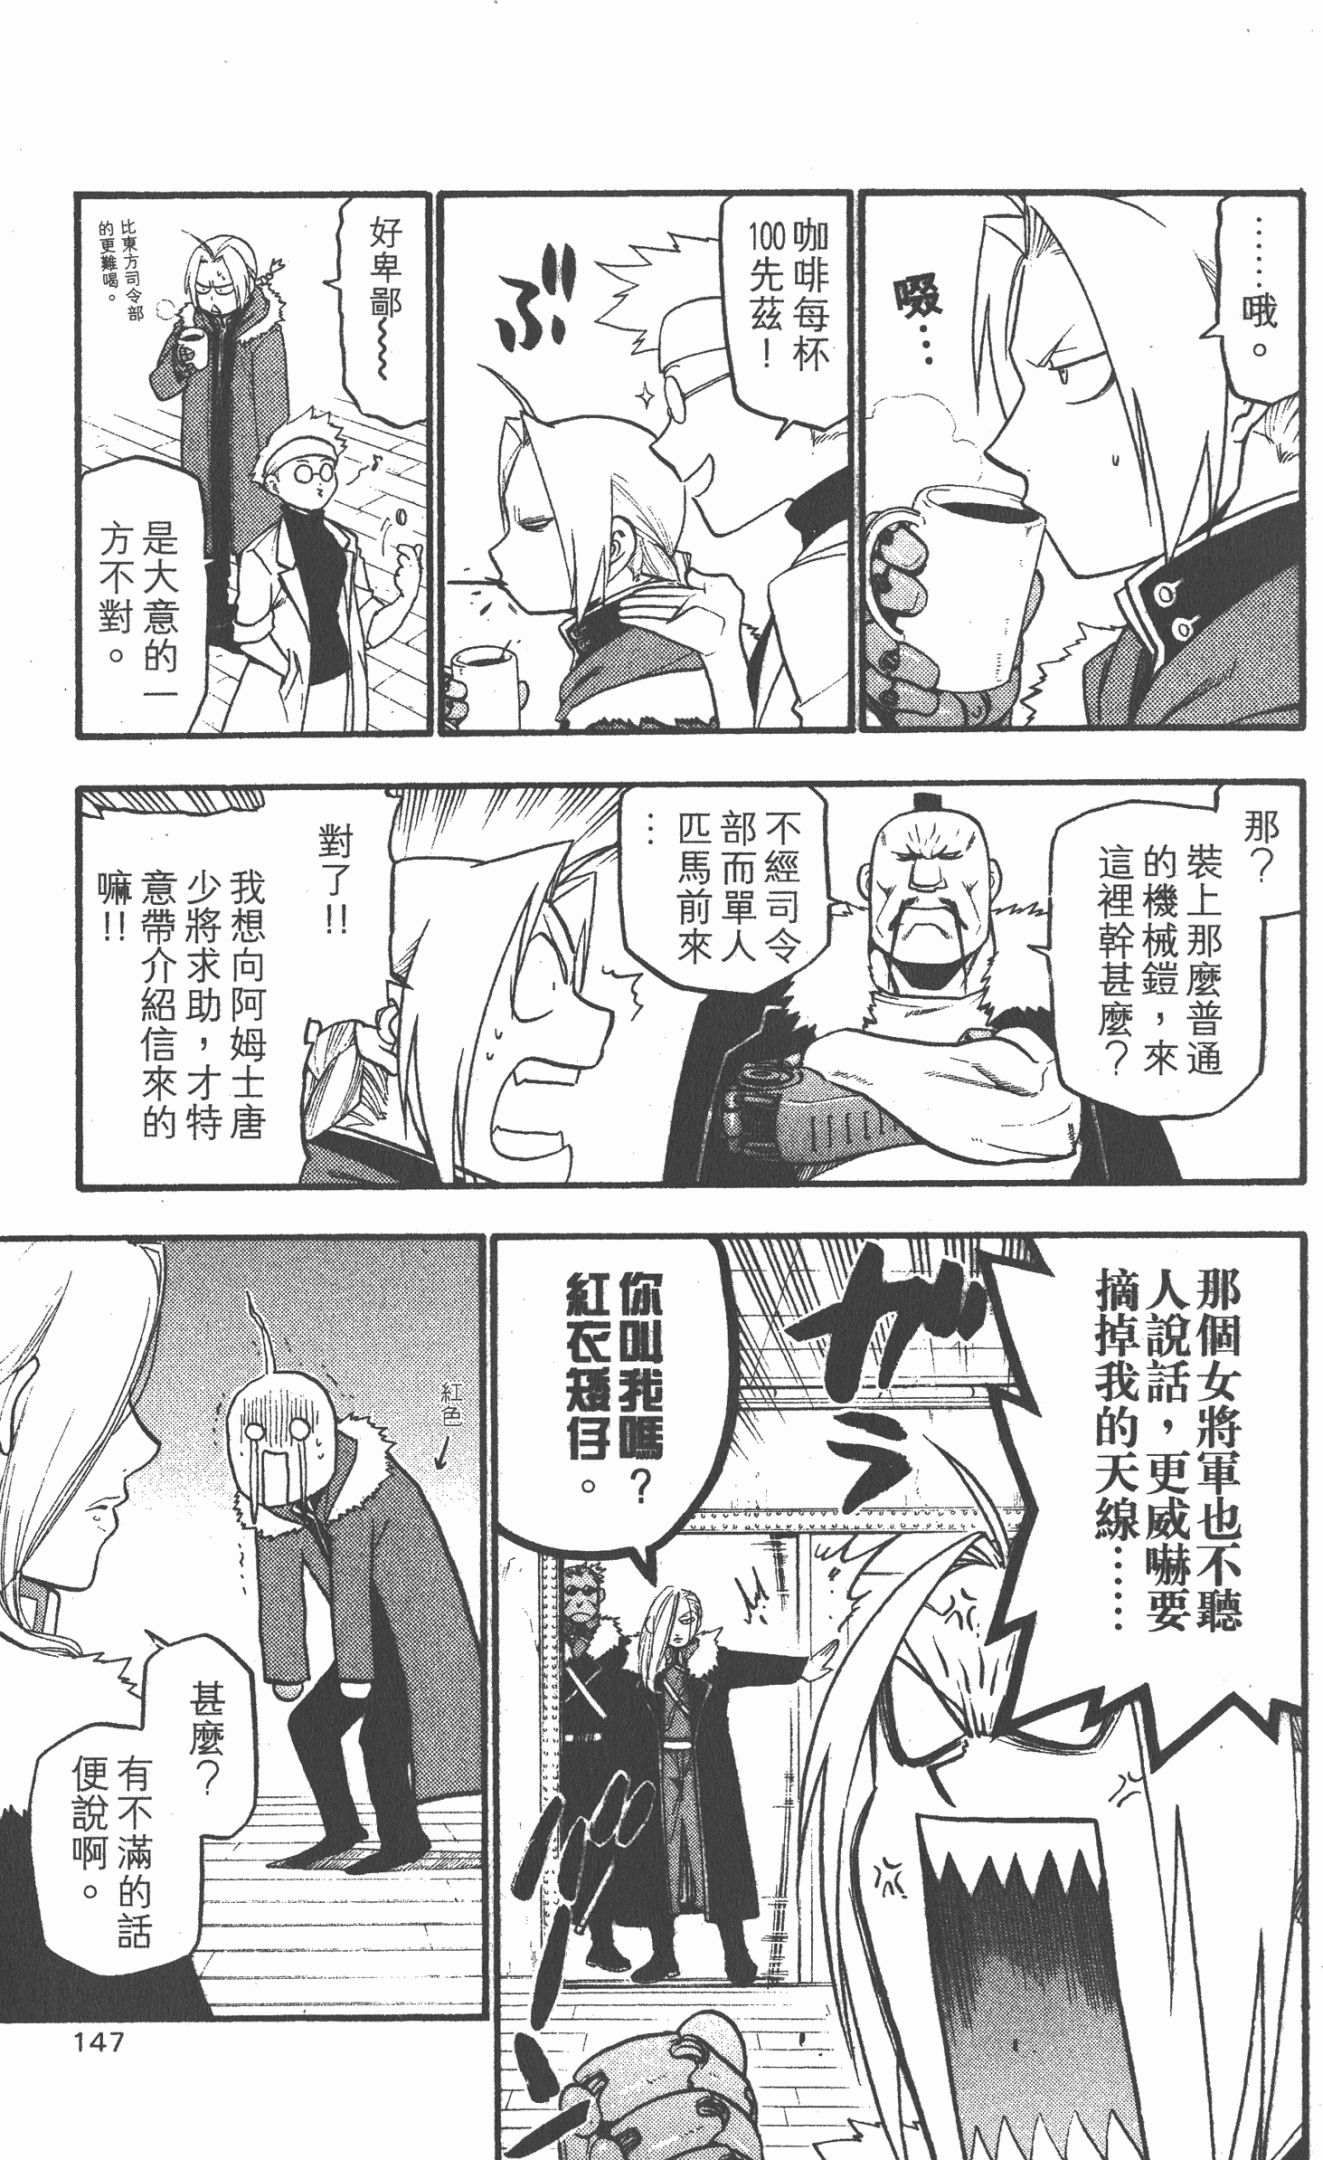 ………哦。
啜…
咖啡每杯
100先茲！
ぶ"
好卑鄙~~~
比東方司令部
的更難喝。
是大意的一
方不對。
那？
裝上那麼普通
的機械鎧，來
這裡幹甚麼？
不經司令
部而單人
匹馬前來
…
對了!!
我想向阿姆士唐
少將求助，才特
意帶介紹信來的
嘛!!
那個女將軍也不聽
人說話，更威嚇要
摘掉我的天線……
ガラ
你叫我嗎？
紅衣矮仔。
紅色
甚麼？
有不滿的話
便說啊。
147